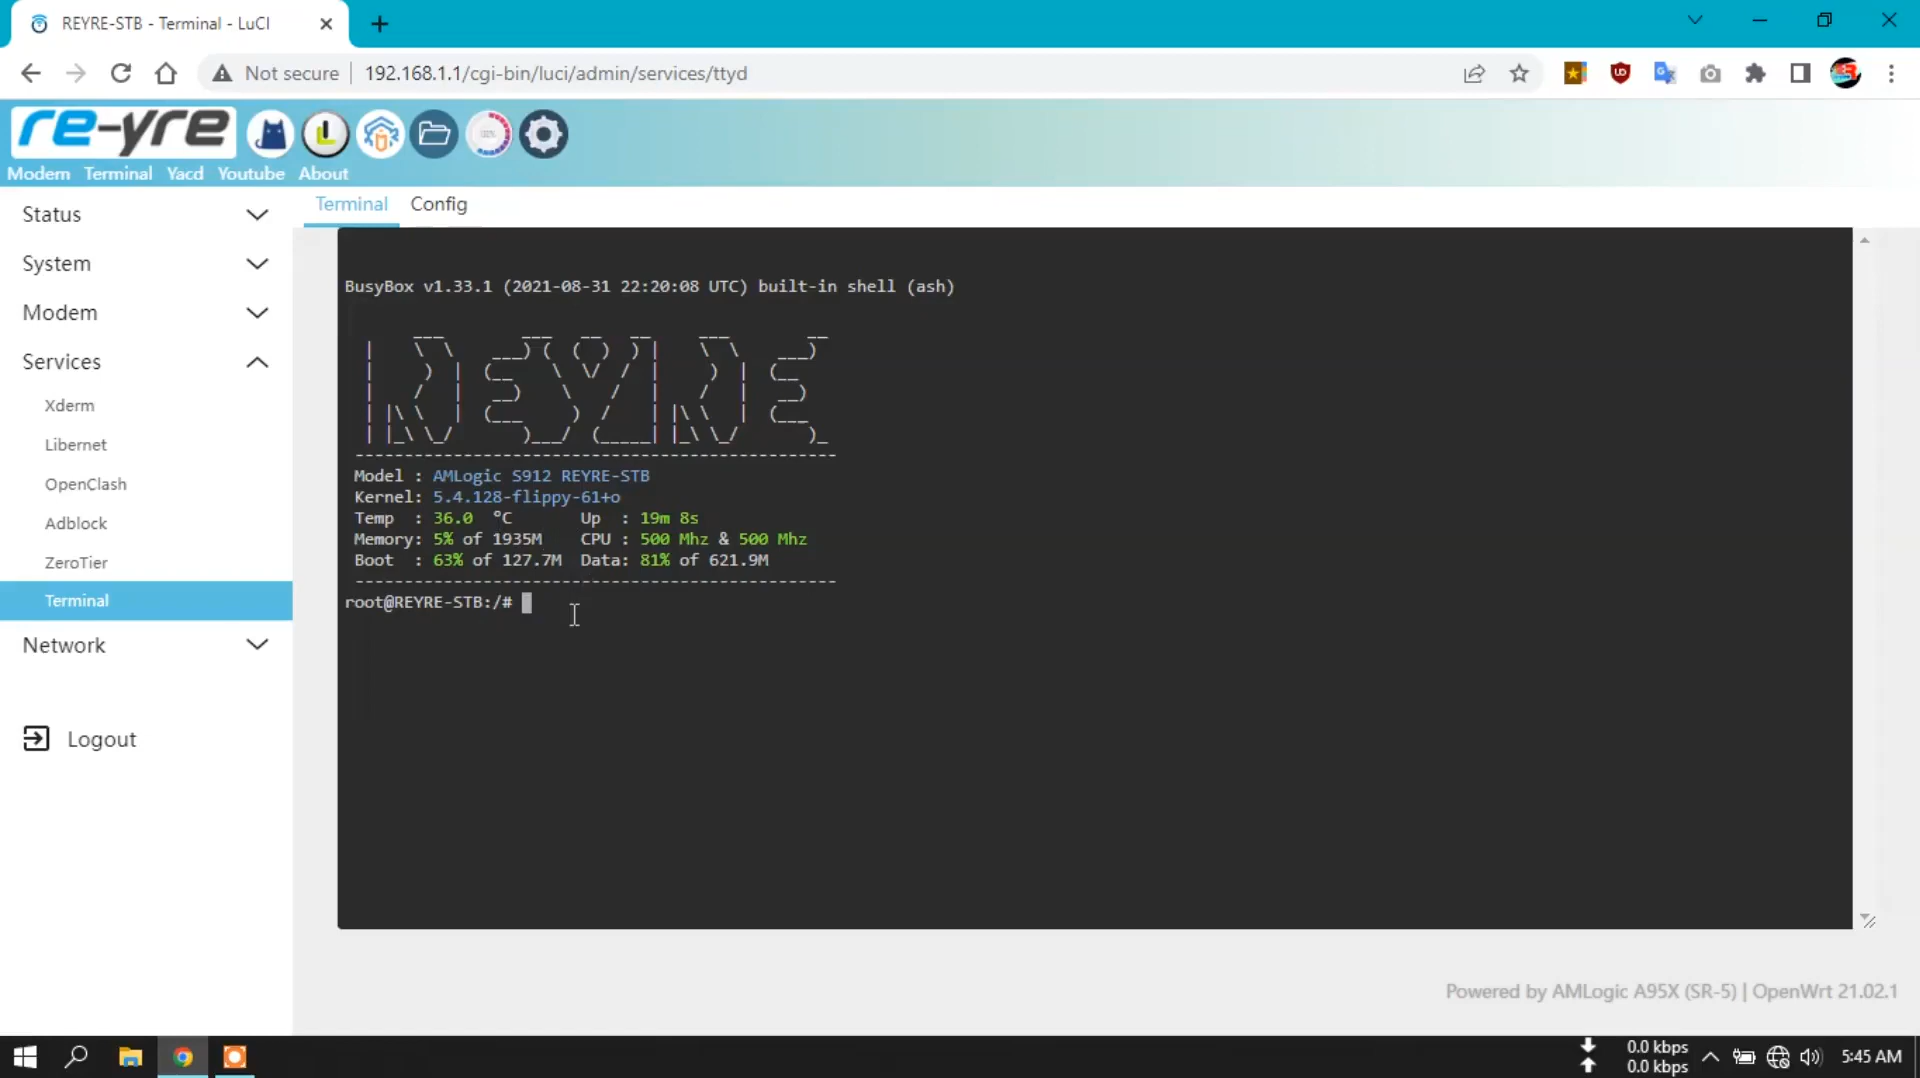 REYRE-STB - Terminal - LuCI
Not secure
192.168.1.1/cgi-bin/luci/admin/services/ttyd
re-yre
Modem Terminal Yacd Youtube About
Status
System
Modem
Services
Xderm
Libernet
OpenClash
Adblock
ZeroTier
Terminal
Network
Logout
Terminal Config
BusyBox v1.33.1 (2021-08-31 22:20:08 UTC) built-in shell (ash)
REYRE
Model : AMLogic S912 REYRE-STB
Kernel: 5.4.128-flippy-61+o
Temp : 36.0 °C Up : 19m 8s
Memory: 5% of 1935M CPU : 500 Mhz & 500 Mhz
Boot : 63% of 127.7M Data: 81% of 621.9M
root@REYRE-STB:/#
Powered by AMLogic A95X (SR-5) | OpenWrt 21.02.1
0.0 kbps
0.0 kbps
5:45 AM